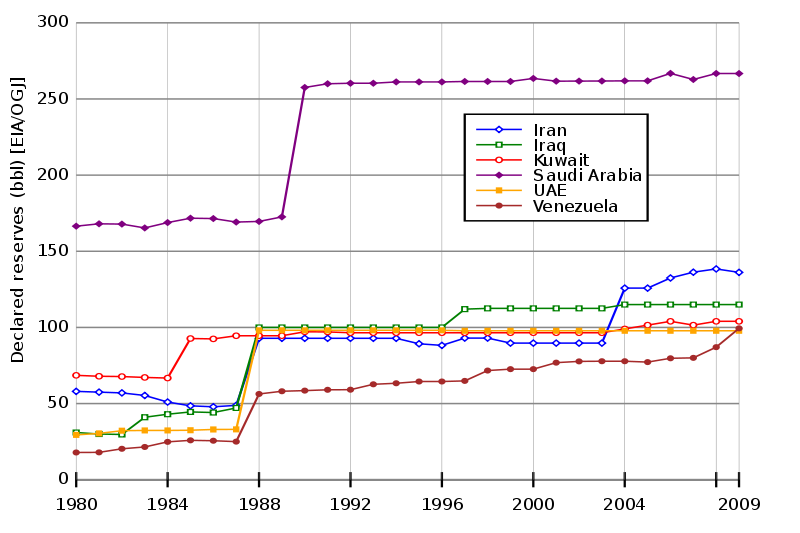 300
250
200
150
100
50
0
Declared reserves (bbl) [EIA/OGJ]
Iran
Iraq
Kuwait
Saudi Arabia
UAE
Venezuela
1980 1984 1988 1992 1996 2000 2004 2009